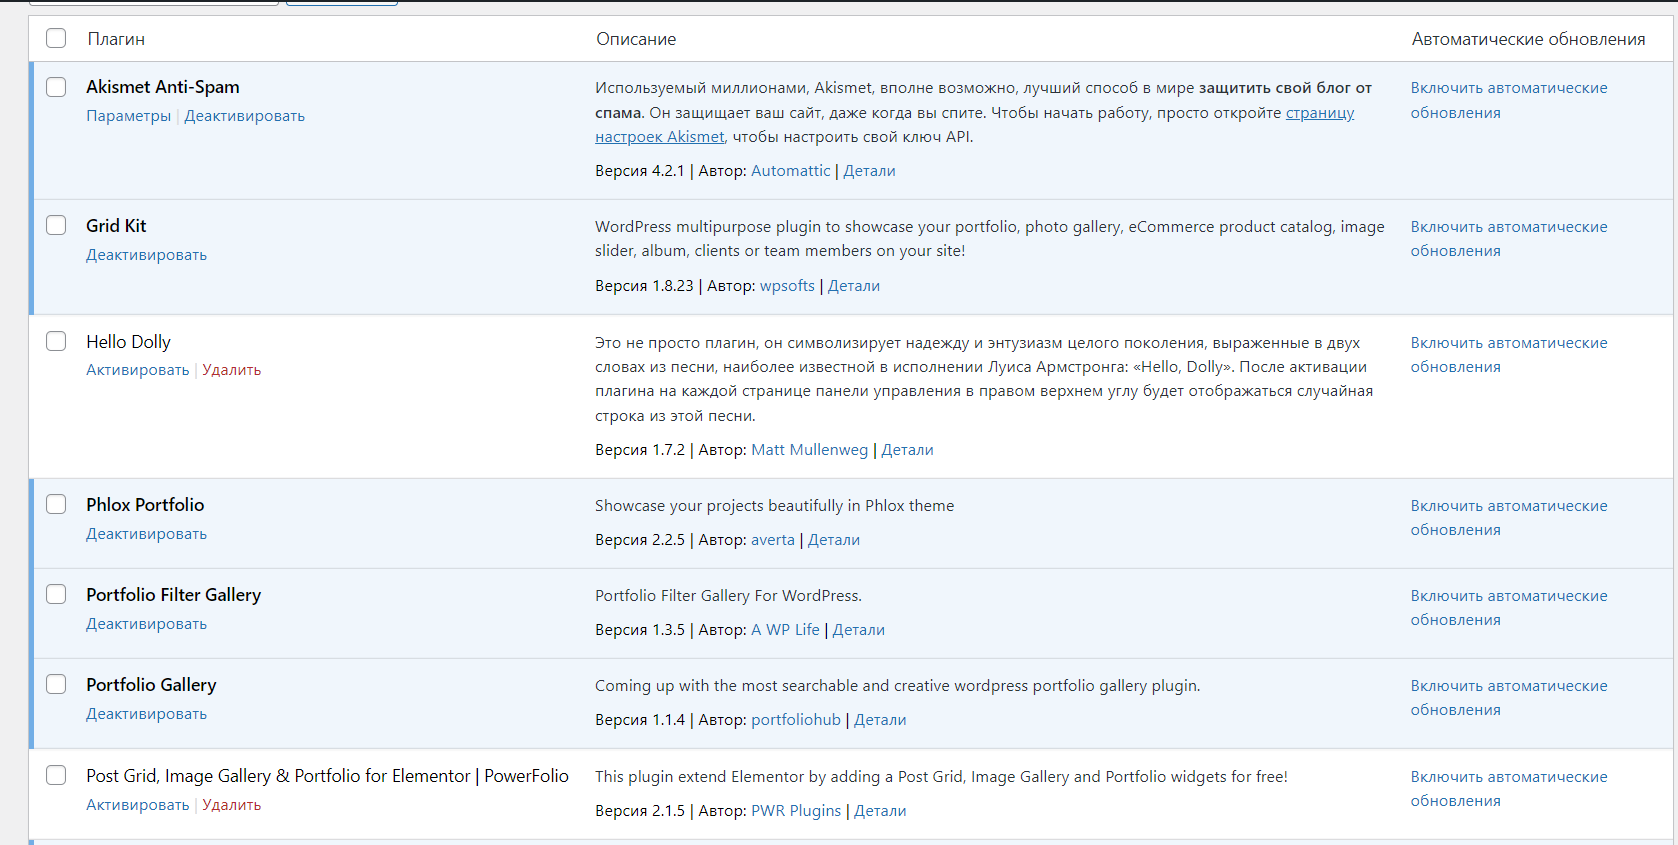 Плагин
Описание
Автоматические обновления
Akismet Anti-Spam
Параметры | Деактивировать
Используемый миллионами, Akismet, вполне возможно, лучший способ в мире защитить свой блог от
спама. Он защищает ваш сайт, даже когда вы спите. Чтобы начать работу, просто откройте страницу
настроек Akismet, чтобы настроить свой ключ API.
Версия 4.2.1 | Автор: Automattic | Детали
Включить автоматические
обновления
Grid Kit
Деактивировать
WordPress multipurpose plugin to showcase your portfolio, photo gallery, eCommerce product catalog, image
slider, album, clients or team members on your site!
Версия 1.8.23 | Автор: wpsofts | Детали
Включить автоматические
обновления
Hello Dolly
Активировать | Удалить
Это не просто плагин, он символизирует надежду и энтузиазм целого поколения, выраженные в двух
словах из песни, наиболее известной в исполнении Луиса Армстронга: «Hello, Dolly». После активации
плагина на каждой странице панели управления в правом верхнем углу будет отображаться случайная
строка из этой песни.
Версия 1.7.2 | Автор: Matt Mullenweg | Детали
Включить автоматические
обновления
Phlox Portfolio
Деактивировать
Showcase your projects beautifully in Phlox theme
Версия 2.2.5 | Автор: averta | Детали
Включить автоматические
обновления
Portfolio Filter Gallery
Деактивировать
Portfolio Filter Gallery For WordPress.
Версия 1.3.5 | Автор: A WP Life | Детали
Включить автоматические
обновления
Portfolio Gallery
Деактивировать
Coming up with the most searchable and creative wordpress portfolio gallery plugin.
Версия 1.1.4 | Автор: portfoliohub | Детали
Включить автоматические
обновления
Post Grid, Image Gallery & Portfolio for Elementor | PowerFolio
Активировать | Удалить
This plugin extend Elementor by adding a Post Grid, Image Gallery and Portfolio widgets for free!
Версия 2.1.5 | Автор: PWR Plugins | Детали
Включить автоматические
обновления